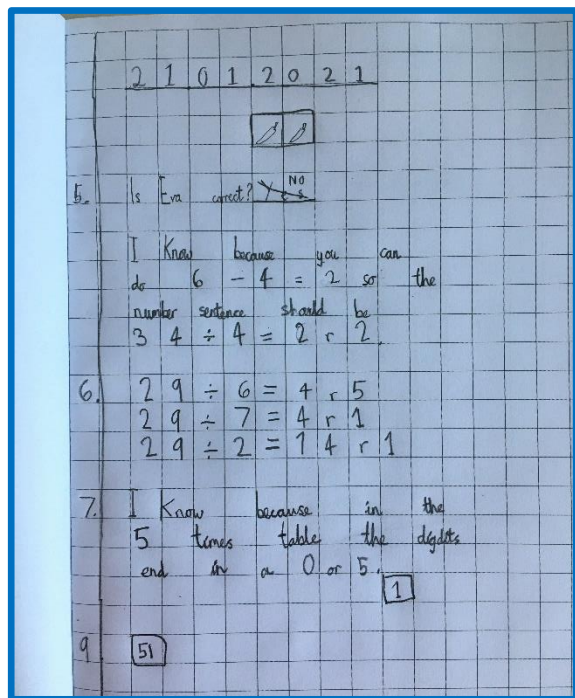 21012021
5. Is Eva correct? Yes NO
I Know because you can
do 6 - 4 = 2 so the
number sentence should be
34 ÷ 4 = 2 r 2.
6. 29 ÷ 6 = 4 r 5
29 ÷ 7 = 4 r 1
29 ÷ 2 = 14 r 1
7. I Know because in the
5 times table the digdts
end in a 0 or 5.
1
9 51